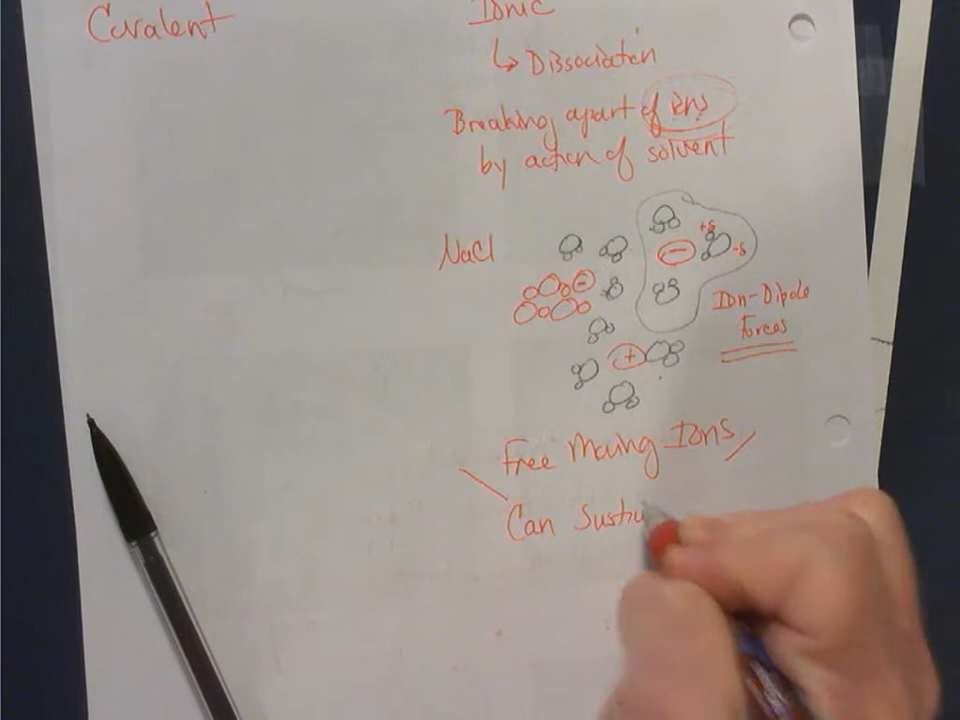 Covalent
Ionic
↳ Dissociation
Breaking apart of ions
by action of solvent
NaCl
−
+δ
-δ
−
+
Ion-Dipole
Forces
Free Moving Ions
Can